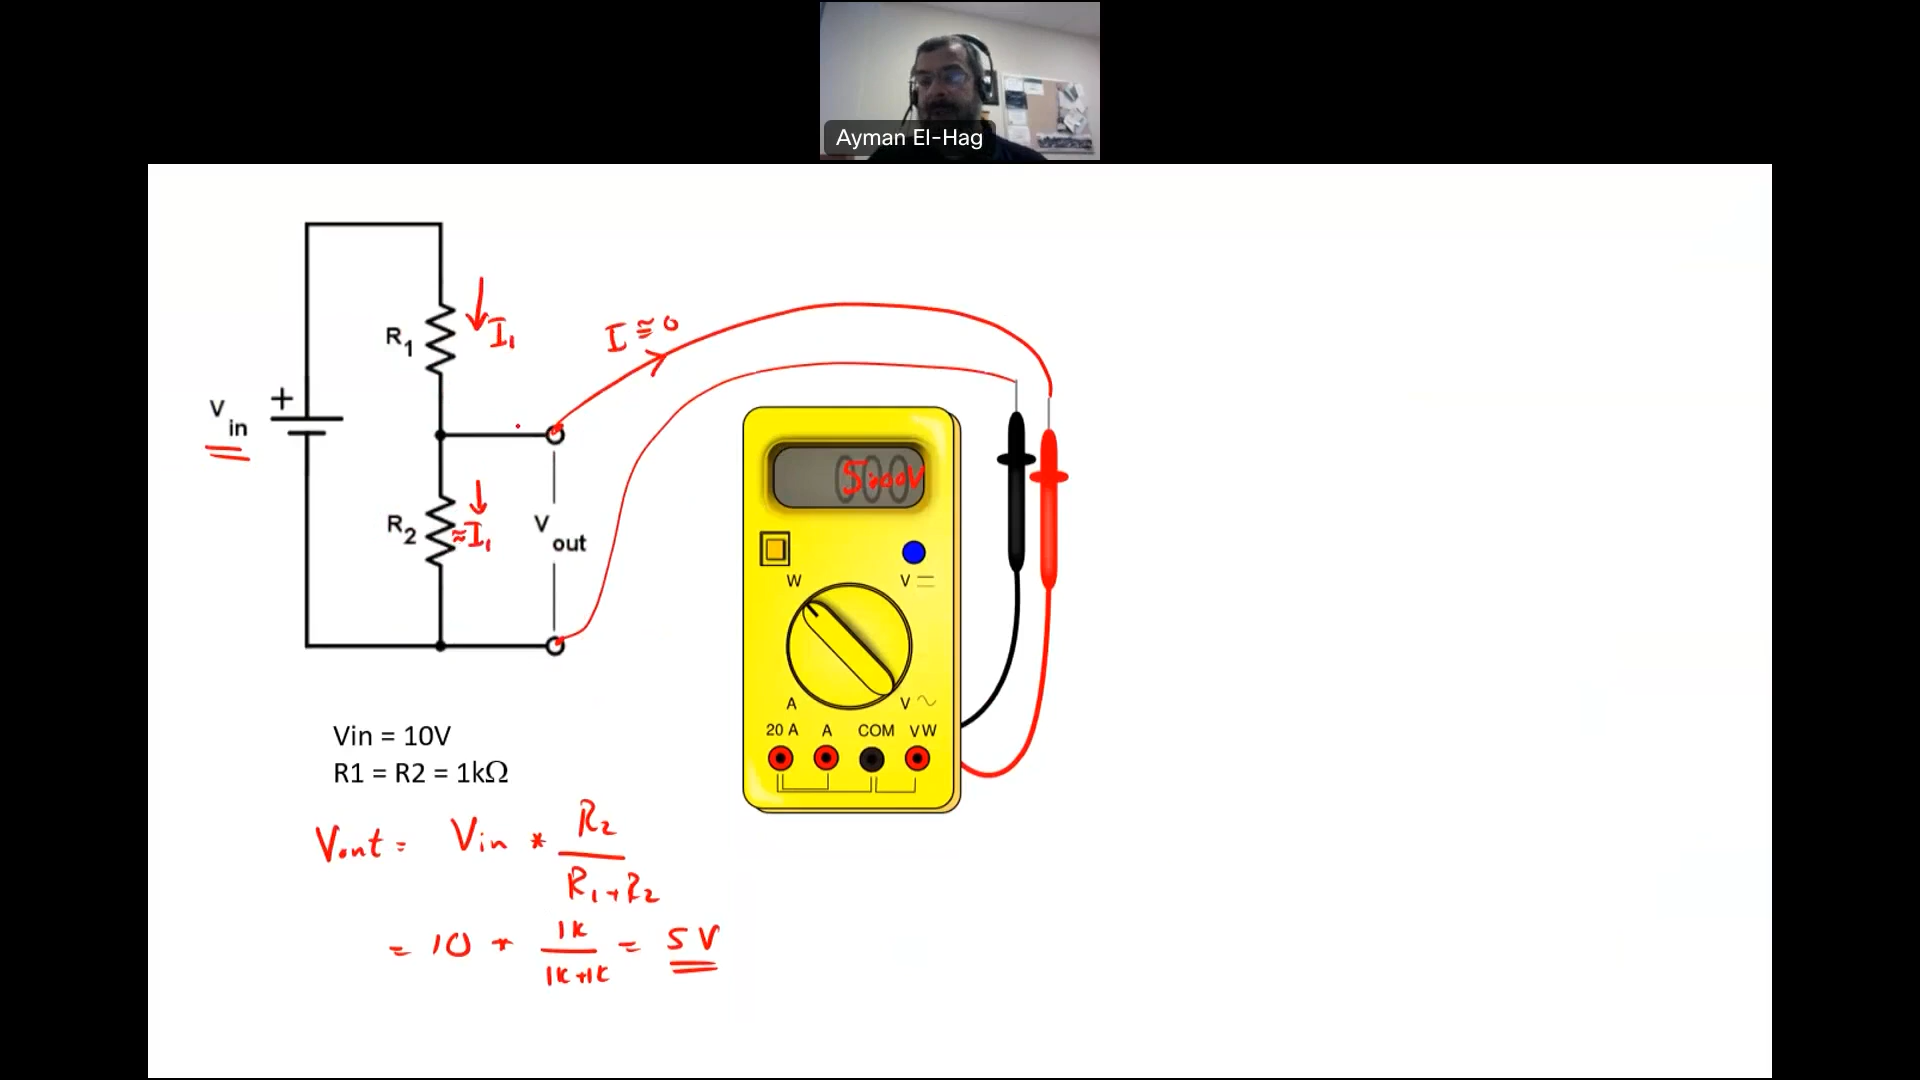 Ayman El-Hag
+
V
in
R1
I1
I ≅ 0
R2
≈I1
V
out
5.000V
W
V
A
V
20 A A COM VW
Vin = 10V
R1 = R2 = 1kΩ
Vout = Vin * R2 / R1+R2
= 10 * 1k / 1k+1k = 5V